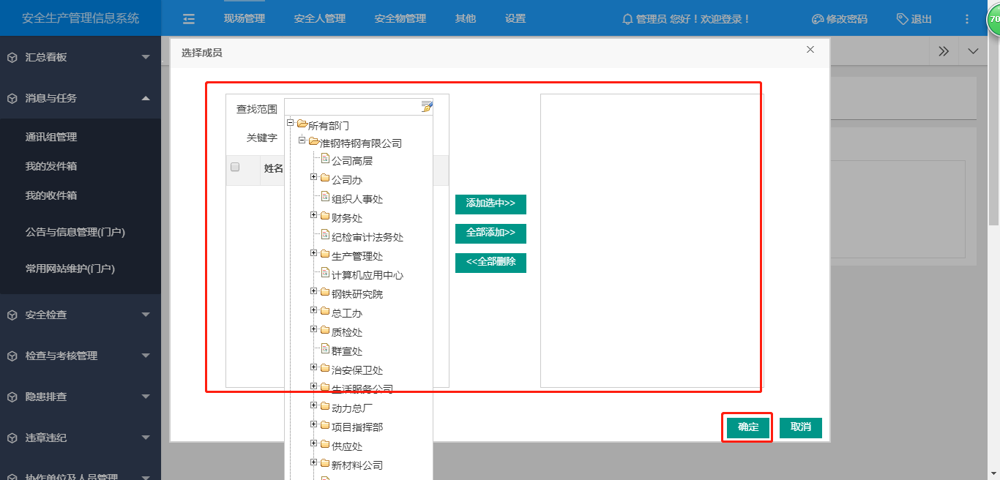 安全生产管理信息系统
现场管理
安全人管理
安全物管理
其他
设置
管理员 您好！欢迎登录！
修改密码
退出
70
汇总看板
消息与任务
通讯组管理
我的发件箱
我的收件箱
公告与信息管理(门户)
常用网站维护(门户)
安全检查
检查与考核管理
隐患排查
违章违纪
协作单位及人员管理
选择成员
查找范围
关键字
姓名
所有部门
淮钢特钢有限公司
公司高层
公司办
组织人事处
财务处
纪检审计法务处
生产管理处
计算机应用中心
钢铁研究院
总工办
质检处
群宣处
治安保卫处
生活服务公司
动力总厂
项目指挥部
供应处
新材料公司
添加选中>>
全部添加>>
<<全部删除
确定
取消